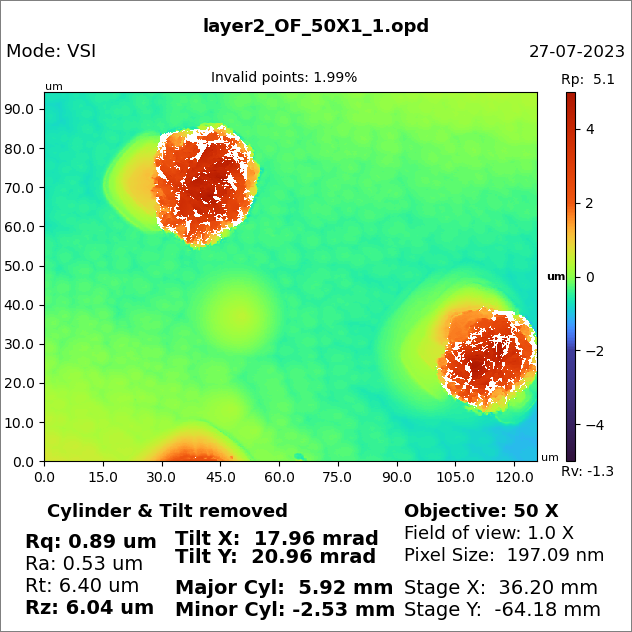 layer2_OF_50X1_1.opd
Mode: VSI 27-07-2023
Invalid points: 1.99%
Rp: 5.1
um
90.0
80.0
70.0
60.0
50.0
40.0
30.0
20.0
10.0
0.0
0.0 15.0 30.0 45.0 60.0 75.0 90.0 105.0 120.0
um
4
2
um 0
−2
−4
Rv: -1.3
Cylinder & Tilt removed
Rq: 0.89 um
Ra: 0.53 um
Rt: 6.40 um
Rz: 6.04 um
Tilt X: 17.96 mrad
Tilt Y: 20.96 mrad
Major Cyl: 5.92 mm
Minor Cyl: -2.53 mm
Objective: 50 X
Field of view: 1.0 X
Pixel Size: 197.09 nm
Stage X: 36.20 mm
Stage Y: -64.18 mm